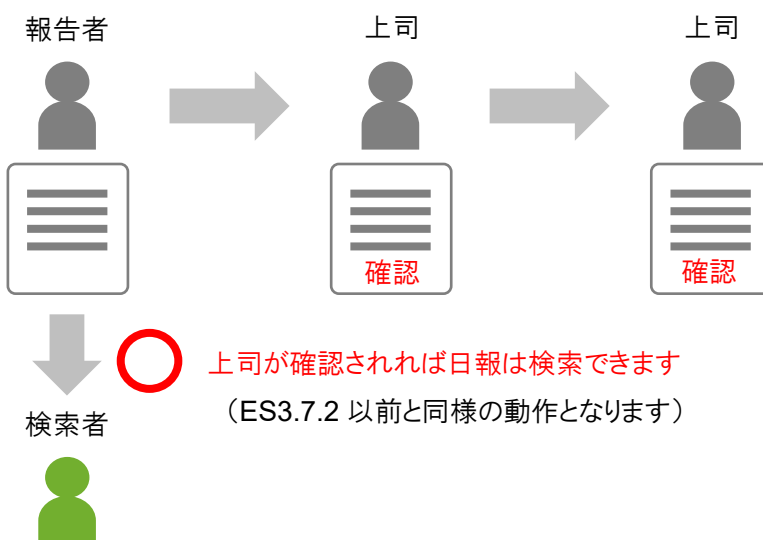 報告者
上司
上司
確認
確認
上司が確認されれば日報は検索できます
（ES3.7.2 以前と同様の動作となります）
検索者